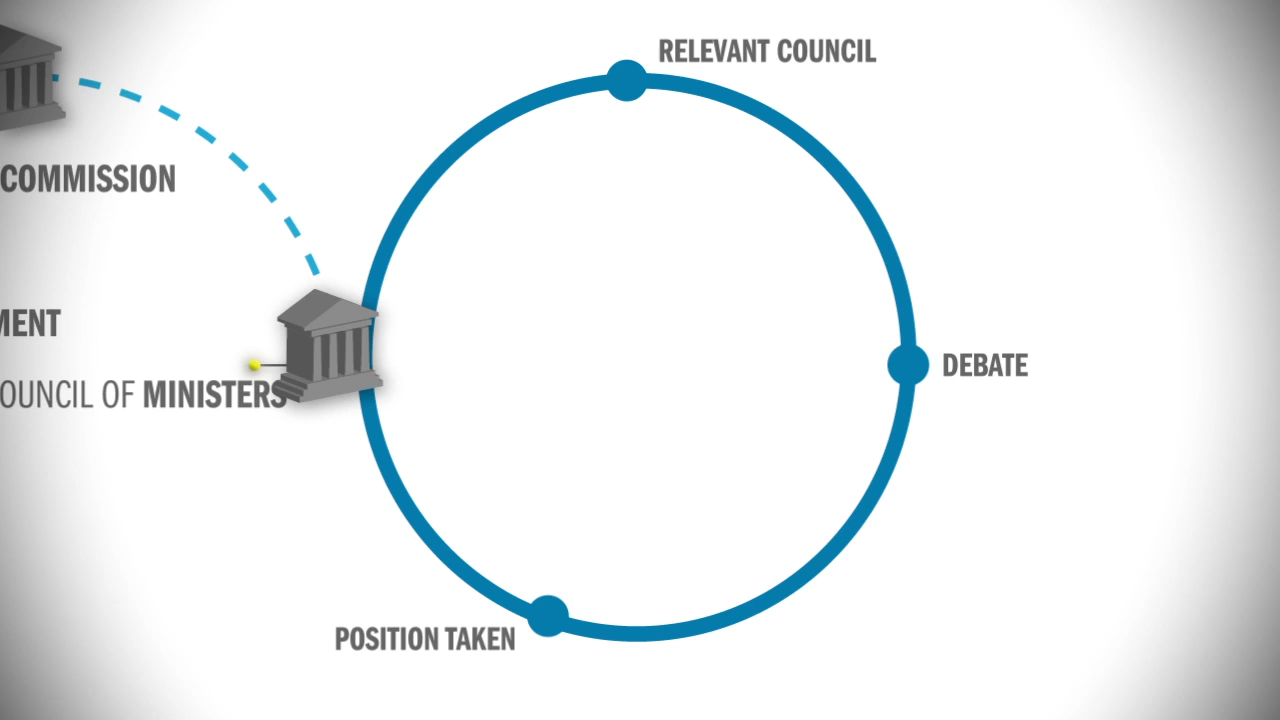 RELEVANT COUNCIL
COMMISSION
MENT
DEBATE
OUNCIL OF MINISTERS
POSITION TAKEN